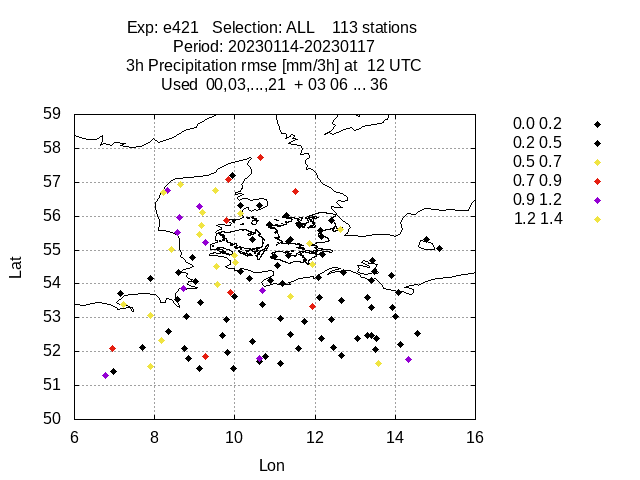 Exp: e421   Selection: ALL    113 stations
Period: 20230114-20230117
3h Precipitation rmse [mm/3h] at  12 UTC
Used  00,03,...,21  + 03 06 ... 36
59
58
57
56
55
54
53
52
51
50
6 8 10 12 14 16
Lat
Lon
0.0 0.2
0.2 0.5
0.5 0.7
0.7 0.9
0.9 1.2
1.2 1.4